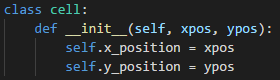 class cell:
    def __init__(self, xpos, ypos):
        self.x_position = xpos
        self.y_position = ypos